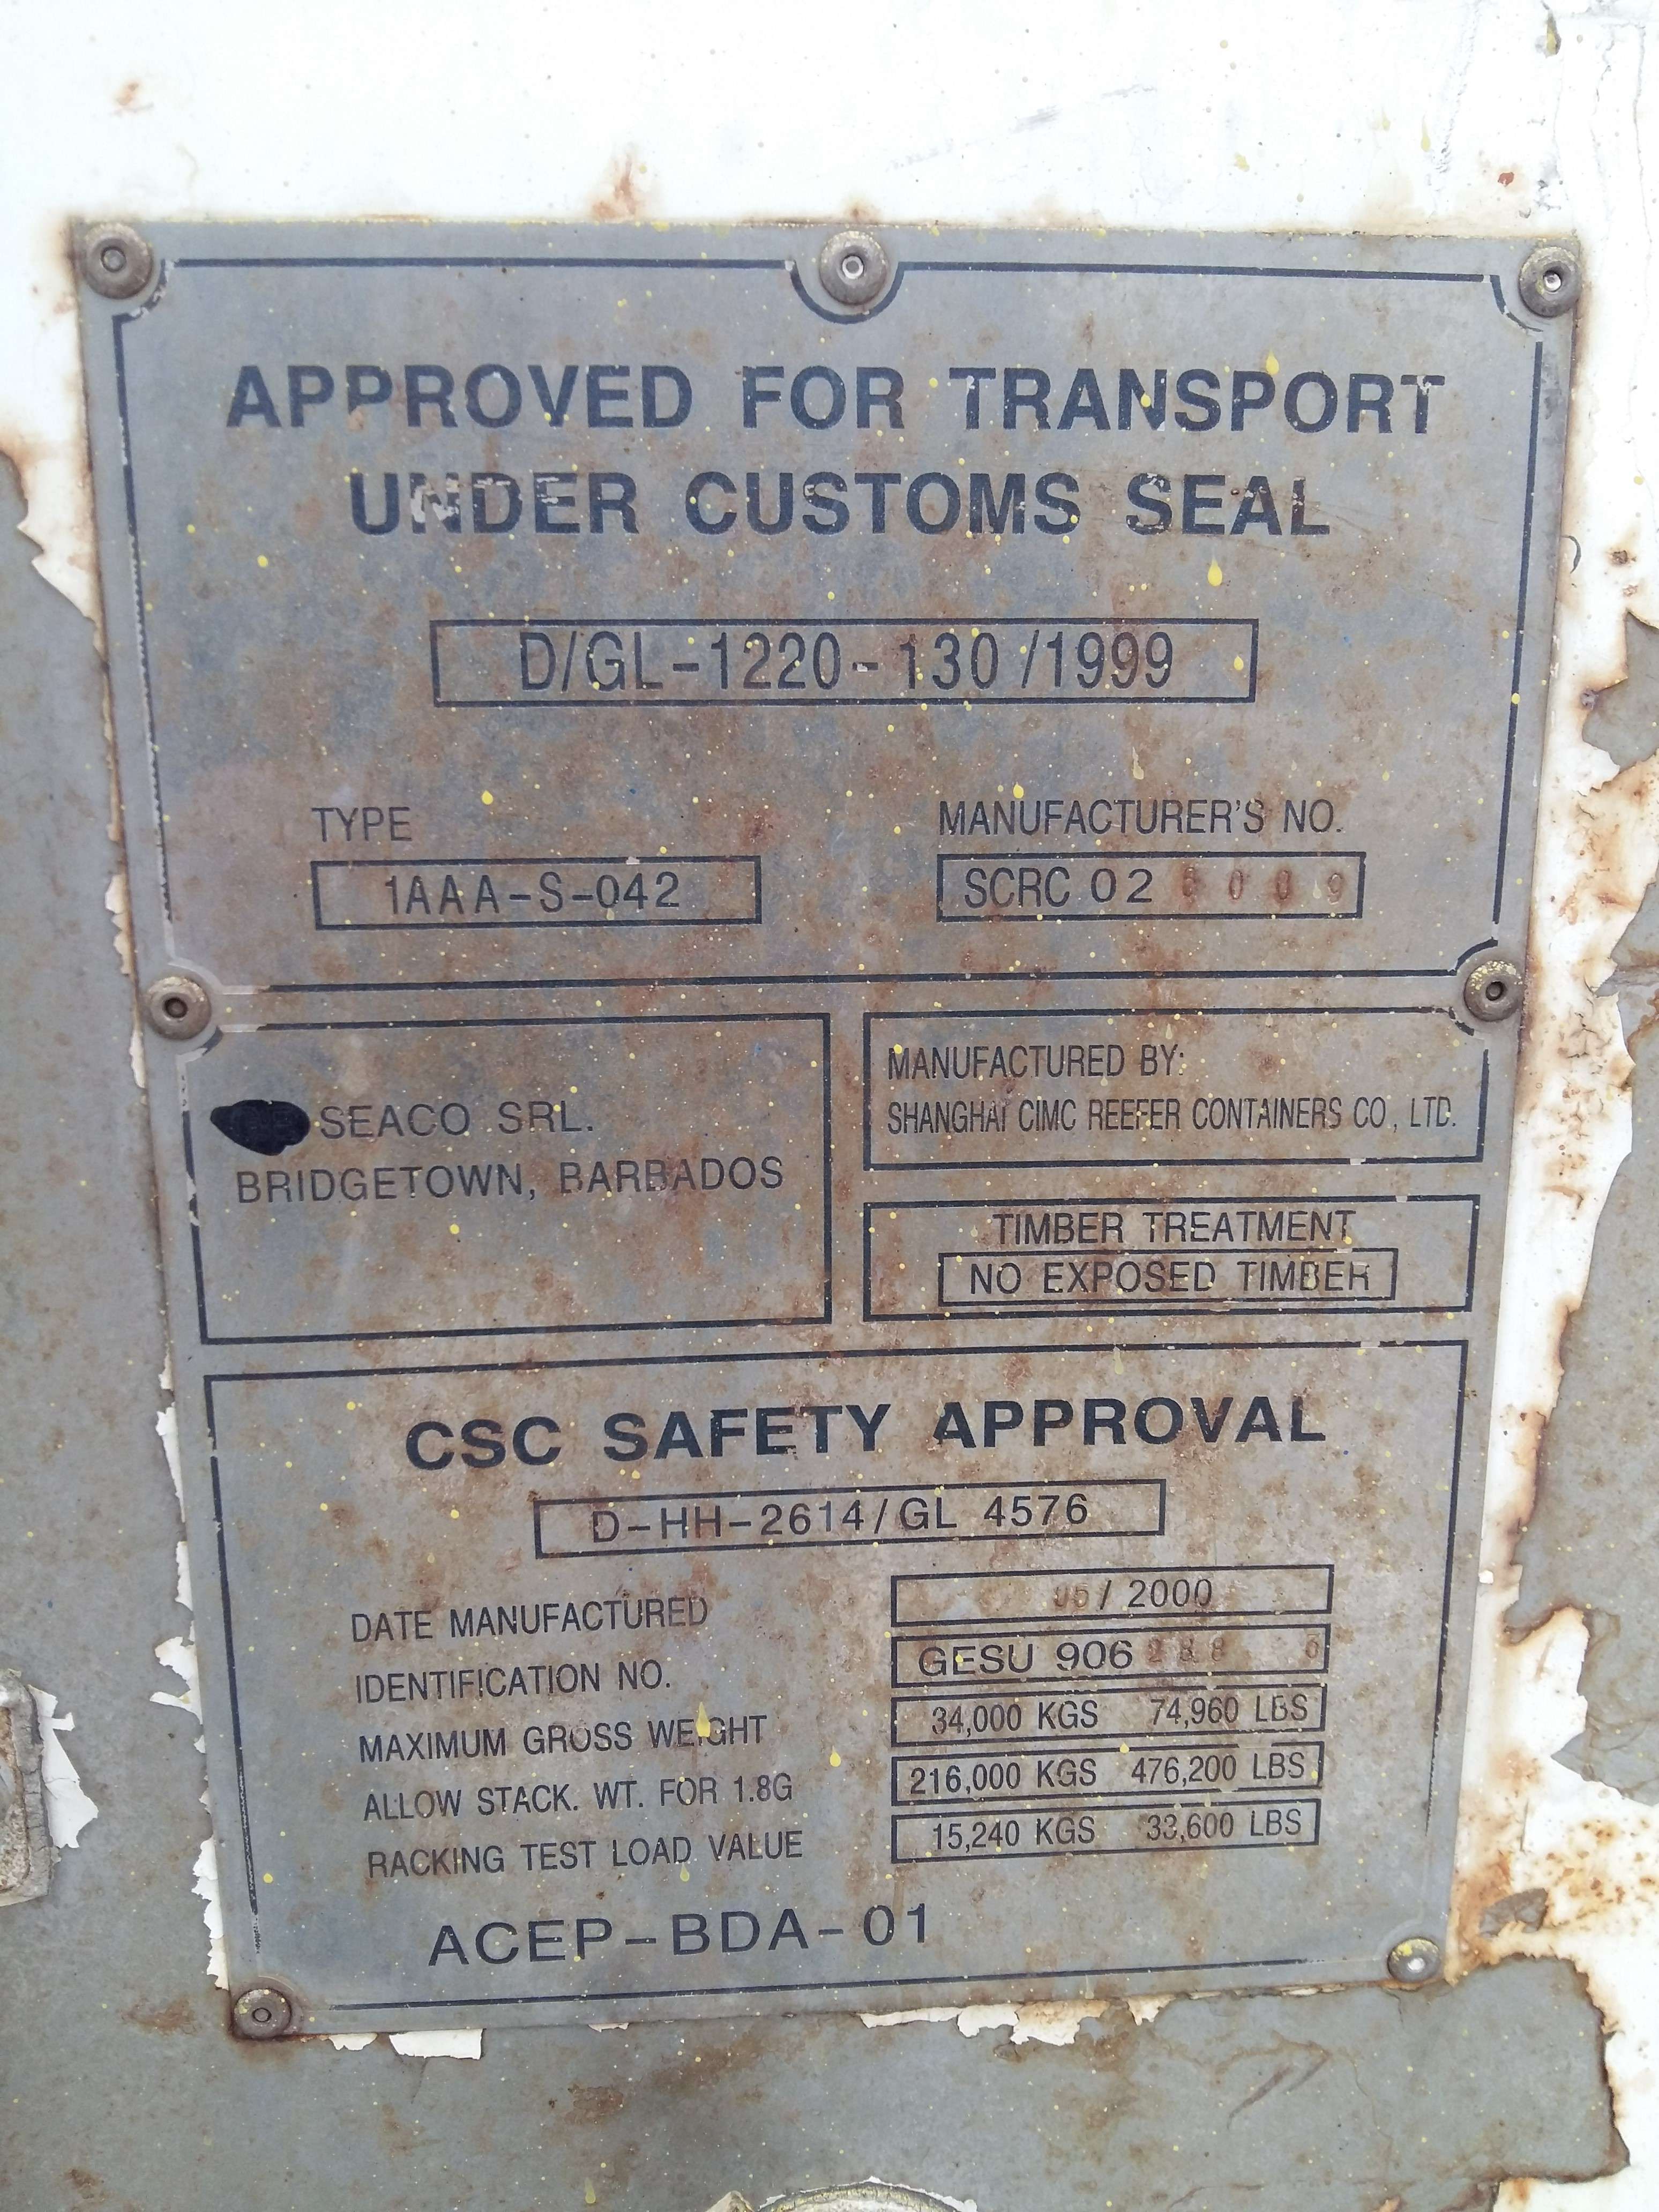 APPROVED FOR TRANSPORT
UNDER CUSTOMS SEAL
D/GL-1220-130/1999
TYPE
1AAA-S-042
MANUFACTURER'S NO.
SCRC 02
SEACO SRL.
BRIDGETOWN, BARBADOS
MANUFACTURED BY:
SHANGHAI CIMC REEFER CONTAINERS CO., LTD.
TIMBER TREATMENT
NO EXPOSED TIMBER
CSC SAFETY APPROVAL
D-HH-2614/GL 4576
DATE MANUFACTURED / 2000
IDENTIFICATION NO. GESU 906
MAXIMUM GROSS WEIGHT 34,000 KGS 74,960 LBS
ALLOW STACK. WT. FOR 1.8G 216,000 KGS 476,200 LBS
RACKING TEST LOAD VALUE 15,240 KGS 33,600 LBS
ACEP-BDA-01